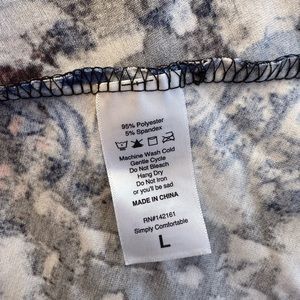 95% Polyester
5% Spandex
Machine Wash Cold
Gentle Cycle
Do Not Bleach
Hang Dry
Do Not Iron
or you'll be sad
MADE IN CHINA
RN#142161
Simply Comfortable
L